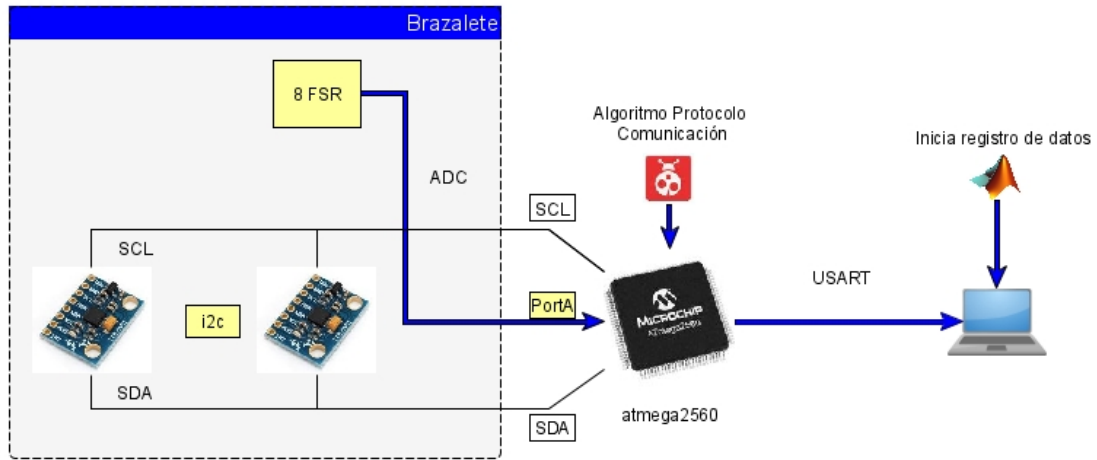 Brazalete
8 FSR
Algoritmo Protocolo
Comunicación
Inicia registro de datos
ADC
SCL
SCL
USART
PortA
i2c
MICROCHIP
SDA
SDA
atmega2560